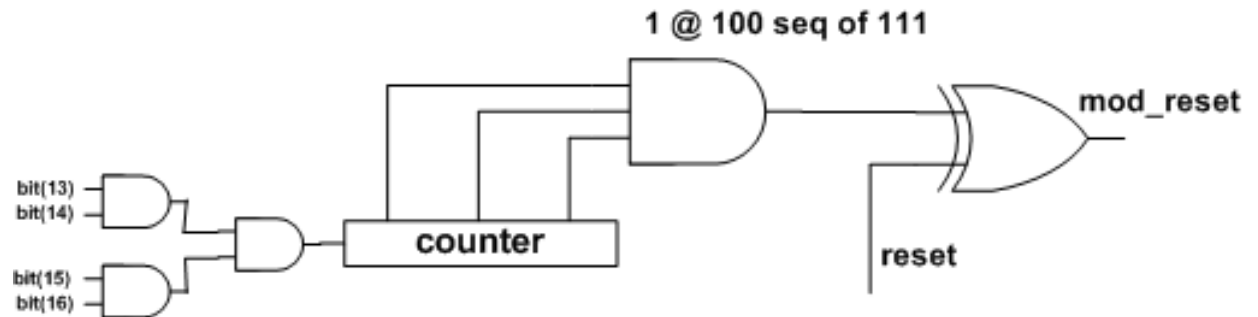 1 @ 100 seq of 111
mod_reset
bit(13)
bit(14)
counter
reset
bit(15)
bit(16)